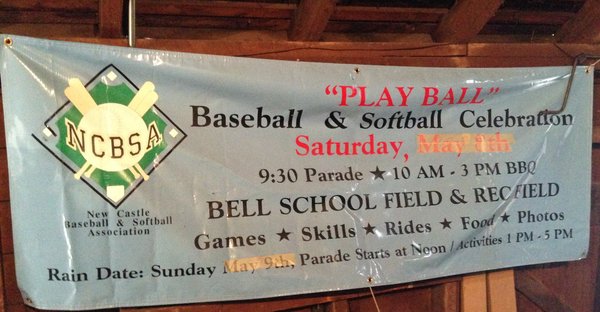 NCBSA
New Castle
Baseball & Softball
Association
"PLAY BALL"
Baseball & Softball Celebration
Saturday, May 8th
9:30 Parade ★ 10 AM - 3 PM BBQ
BELL SCHOOL FIELD & REC FIELD
Games ★ Skills ★ Rides ★ Food ★ Photos
Rain Date: Sunday May 9th, Parade Starts at Noon / Activities 1 PM - 5 PM